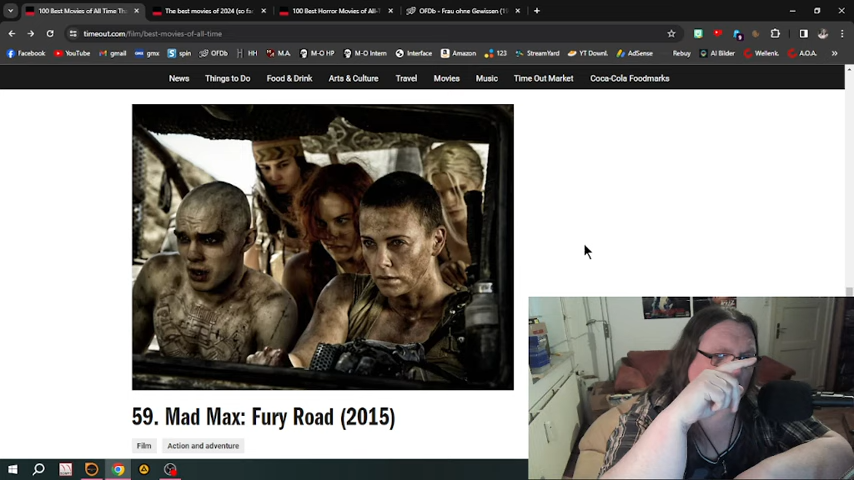 100 Best Movies of All Time Th
The best movies of 2024 (so fa
100 Best Horror Movies of All-T
OFDb - Frau ohne Gewissen (1
timeout.com/film/best-movies-of-all-time
Facebook YouTube gmail gmx spin OFDb HH M.A. M-O HP M-O Intern Interface Amazon 123 StreamYard YT Downl. AdSense Rebuy AI Bilder Wellenk. A.O.A.
News Things to Do Food & Drink Arts & Culture Travel Movies Music Time Out Market Coca-Cola Foodmarks
59. Mad Max: Fury Road (2015)
Film Action and adventure